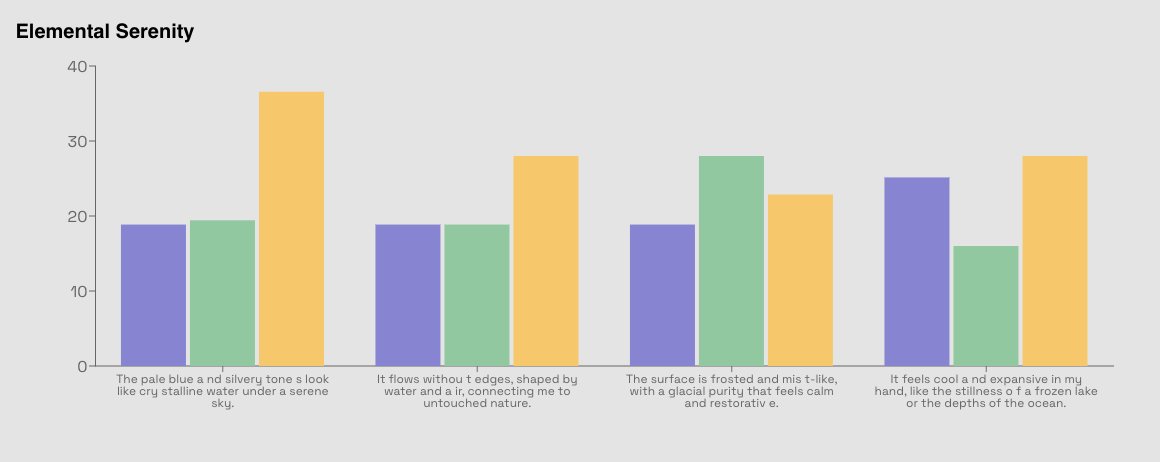 Elemental Serenity
40
30
20
10
0
The pale blue a nd silvery tone s look
like cry stalline water under a serene
sky.
It flows withou t edges, shaped by
water and a ir, connecting me to
untouched nature.
The surface is frosted and mis t-like,
with a glacial purity that feels calm
and restorativ e.
It feels cool a nd expansive in my
hand, like the stillness o f a frozen lake
or the depths of the ocean.